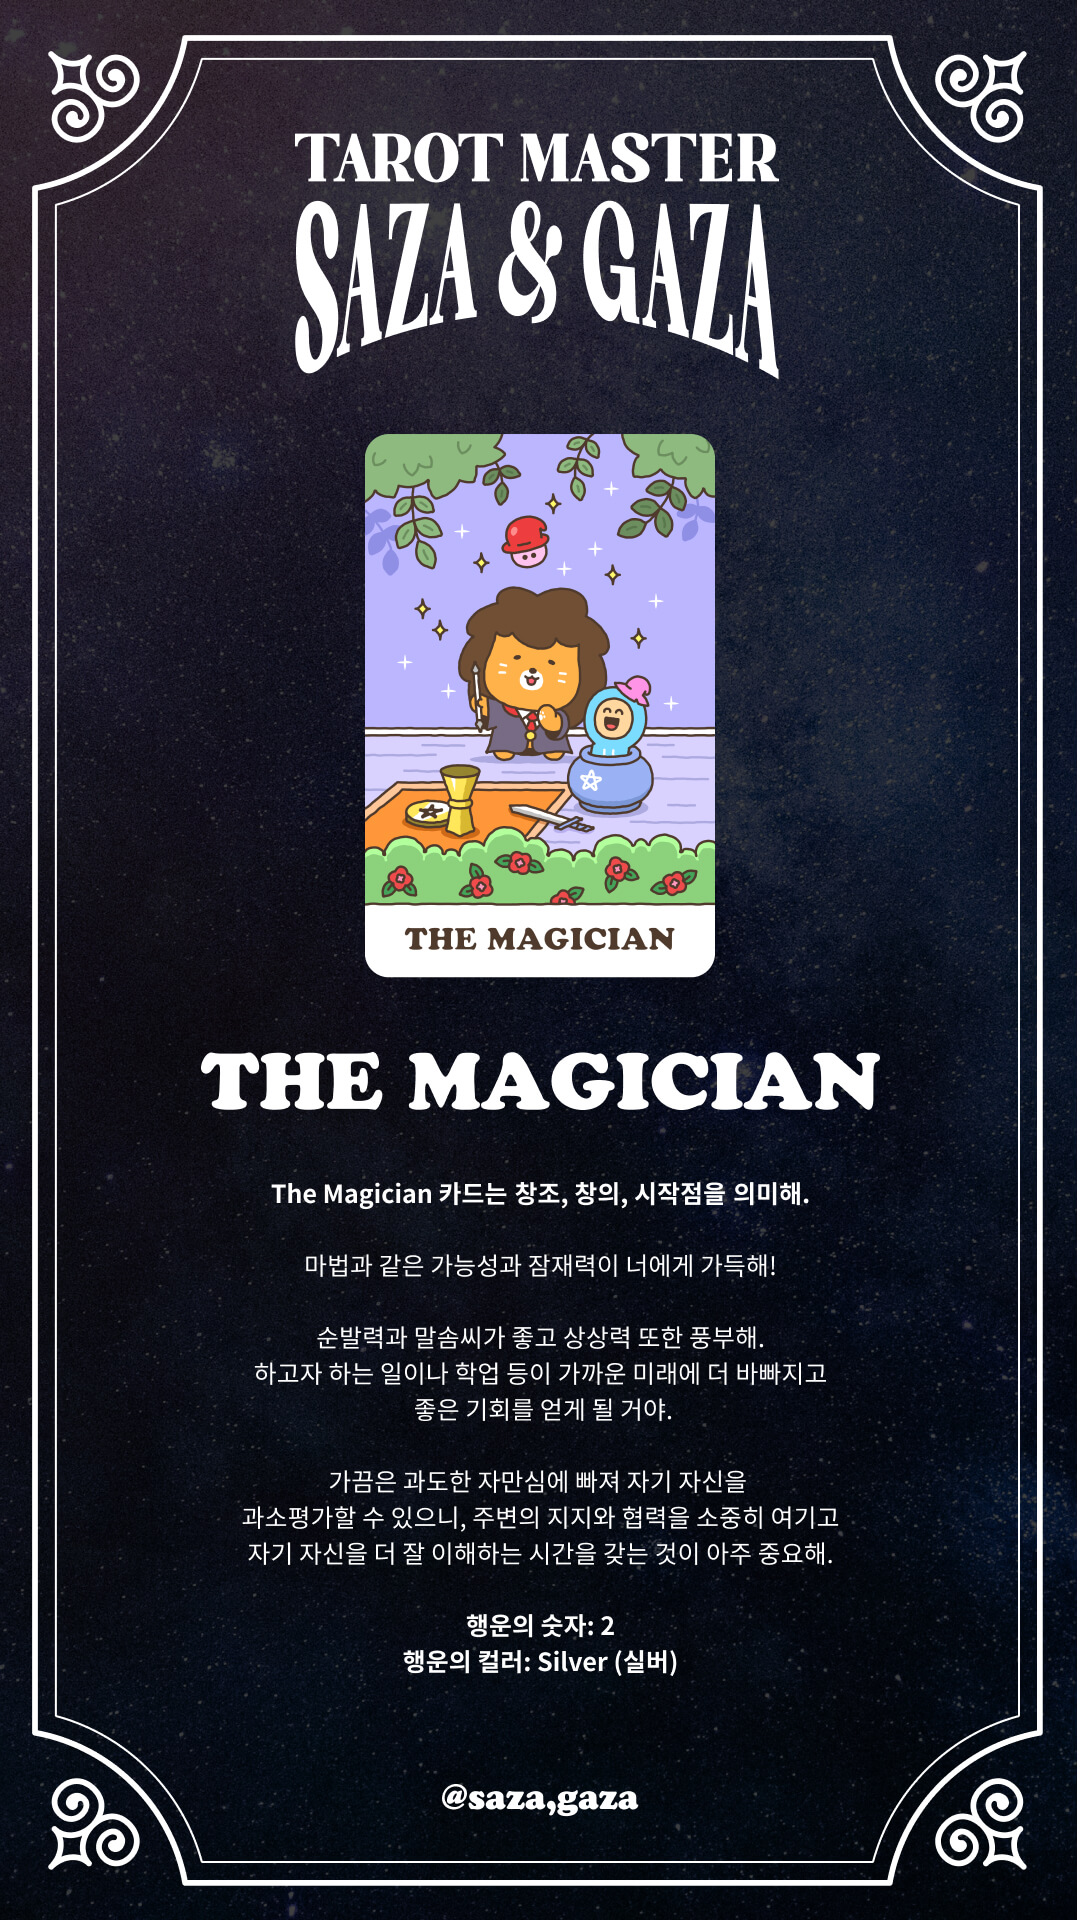 TAROT MASTER
SAZA & GAZA
THE MAGICIAN
THE MAGICIAN
The Magician 카드는 창조, 창의, 시작점을 의미해.
마법과 같은 가능성과 잠재력이 너에게 가득해!
순발력과 말솜씨가 좋고 상상력 또한 풍부해.
하고자 하는 일이나 학업 등이 가까운 미래에 더 바빠지고
좋은 기회를 얻게 될 거야.
가끔은 과도한 자만심에 빠져 자기 자신을
과소평가할 수 있으니, 주변의 지지와 협력을 소중히 여기고
자기 자신을 더 잘 이해하는 시간을 갖는 것이 아주 중요해.
행운의 숫자: 2
행운의 컬러: Silver (실버)
@saza,gaza